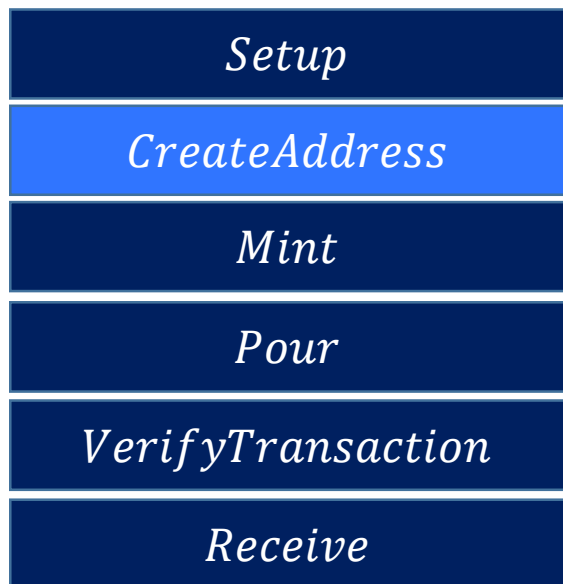 Setup
CreateAddress
Mint
Pour
VerifyTransaction
Receive